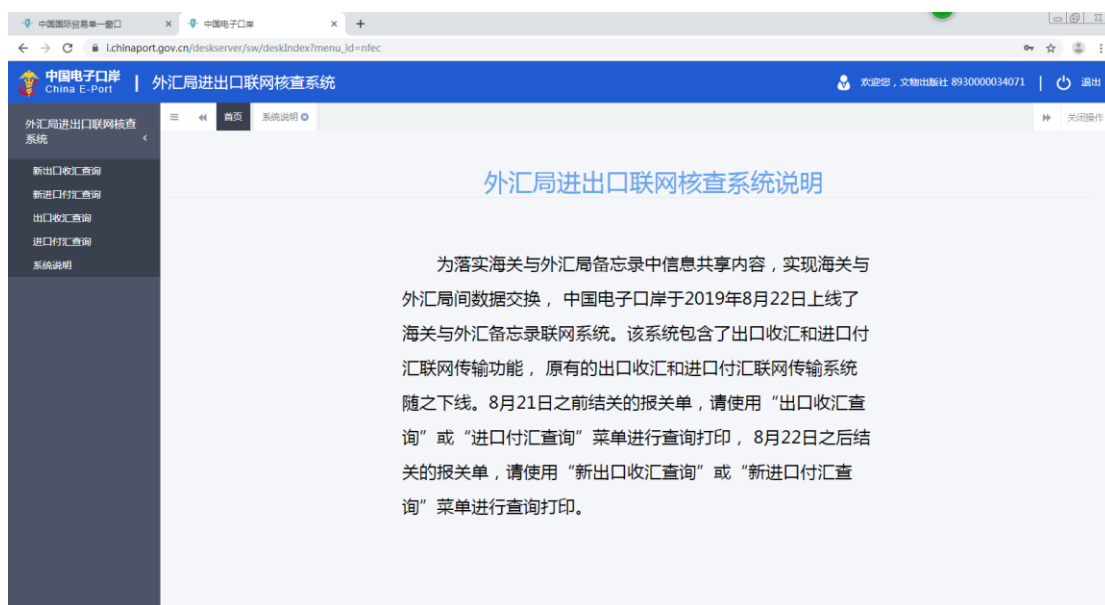 中国国际贸易单一窗口
中国电子口岸
i.chinaport.gov.cn/deskserver/sw/deskIndex?menu_id=nfec
中国电子口岸
China E-Port
外汇局进出口联网核查系统
欢迎您，文物出版社 8930000034071
退出
外汇局进出口联网核查
系统
首页
系统说明
关闭操作
新出口收汇查询
新进口付汇查询
出口收汇查询
进口付汇查询
系统说明
外汇局进出口联网核查系统说明
为落实海关与外汇局备忘录中信息共享内容，实现海关与
外汇局间数据交换，中国电子口岸于2019年8月22日上线了
海关与外汇备忘录联网系统。该系统包含了出口收汇和进口付
汇联网传输功能，原有的出口收汇和进口付汇联网传输系统
随之下线。8月21日之前结关的报关单，请使用“出口收汇查
询”或“进口付汇查询”菜单进行查询打印，8月22日之后结
关的报关单，请使用“新出口收汇查询”或“新进口付汇查
询”菜单进行查询打印。